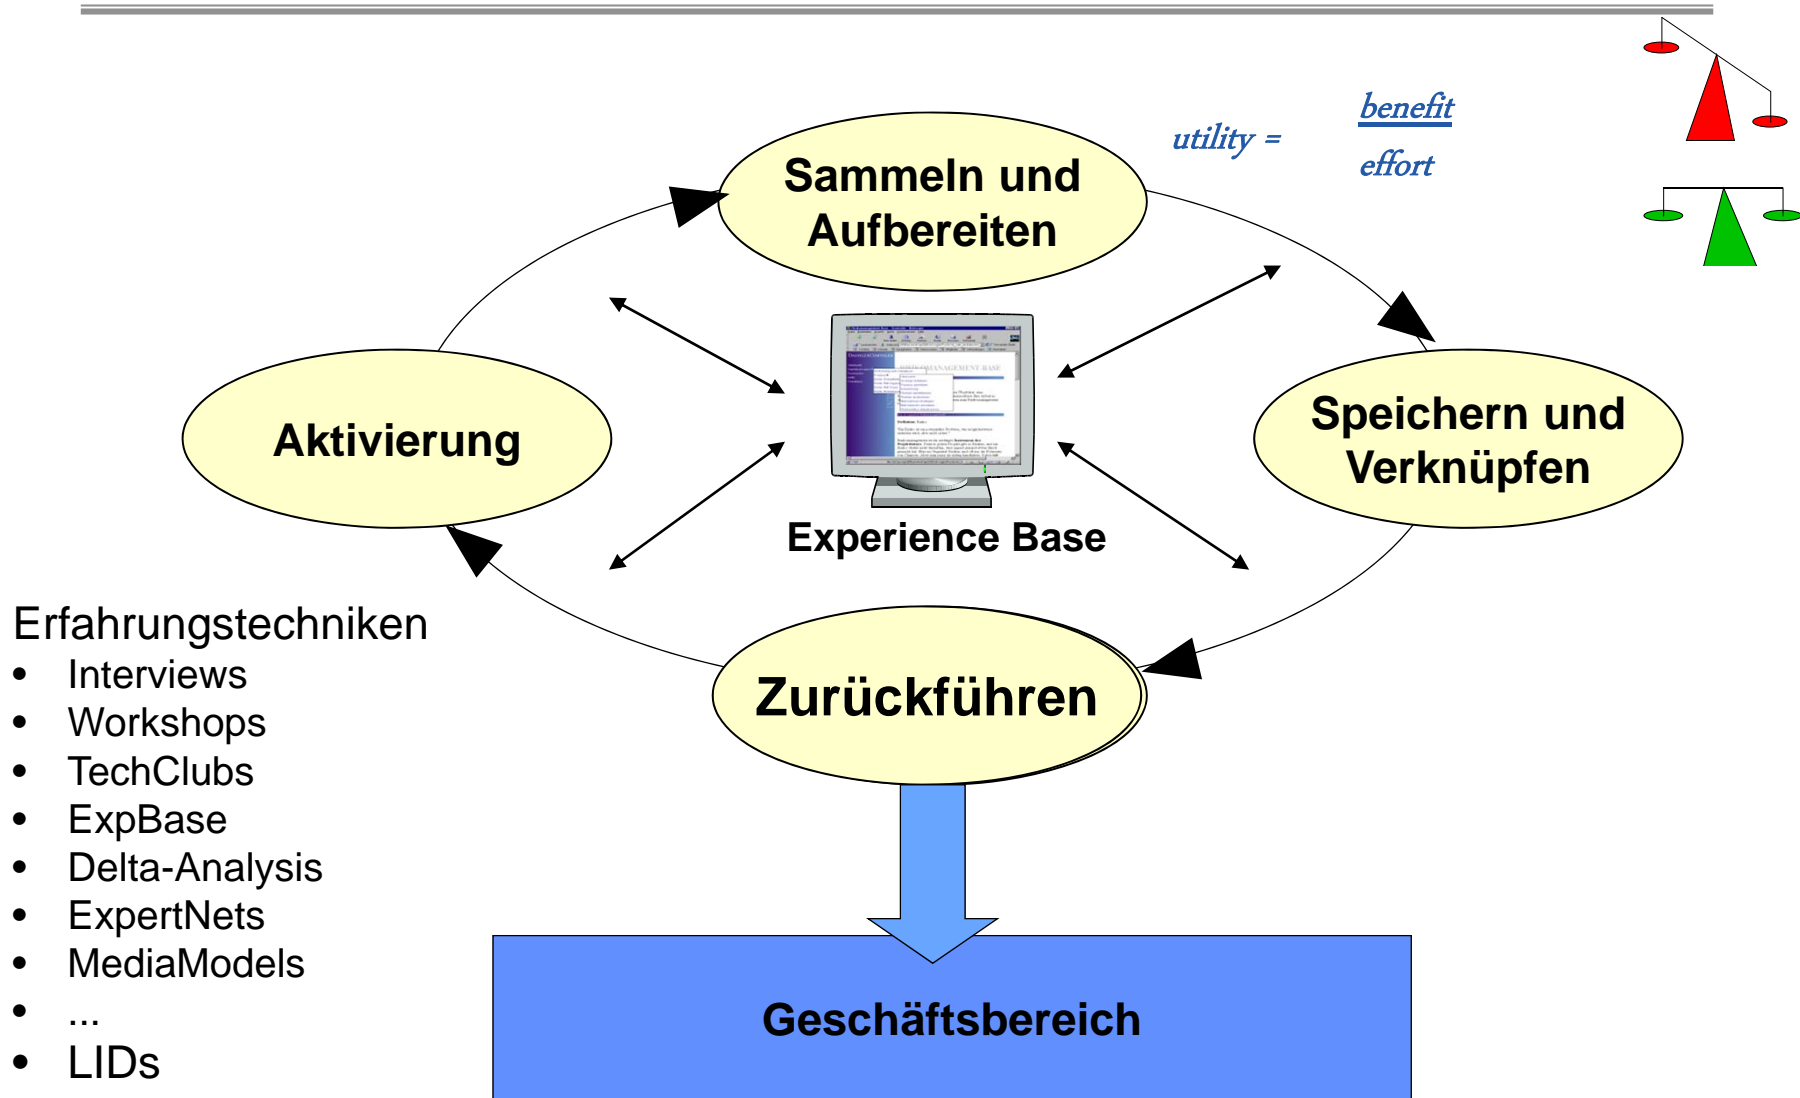 utility =
benefit
effort
Sammeln und
Aufbereiten
Aktivierung
Speichern und
Verknüpfen
Experience Base
Zurückführen
Erfahrungstechniken
• Interviews
• Workshops
• TechClubs
• ExpBase
• Delta-Analysis
• ExpertNets
• MediaModels
• ...
• LIDs
Geschäftsbereich